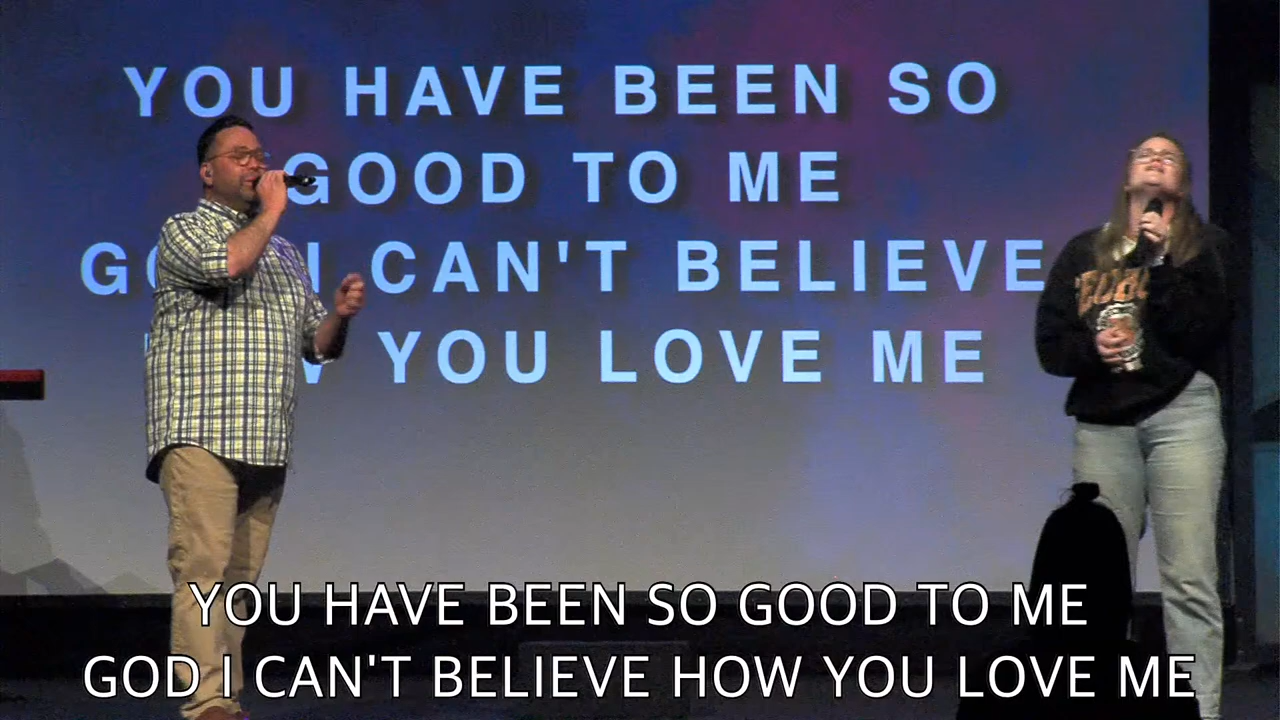 YOU HAVE BEEN SO
GOOD TO ME
G I CAN'T BELIEVE
YOU LOVE ME
YOU HAVE BEEN SO GOOD TO ME
GOD I CAN'T BELIEVE HOW YOU LOVE ME